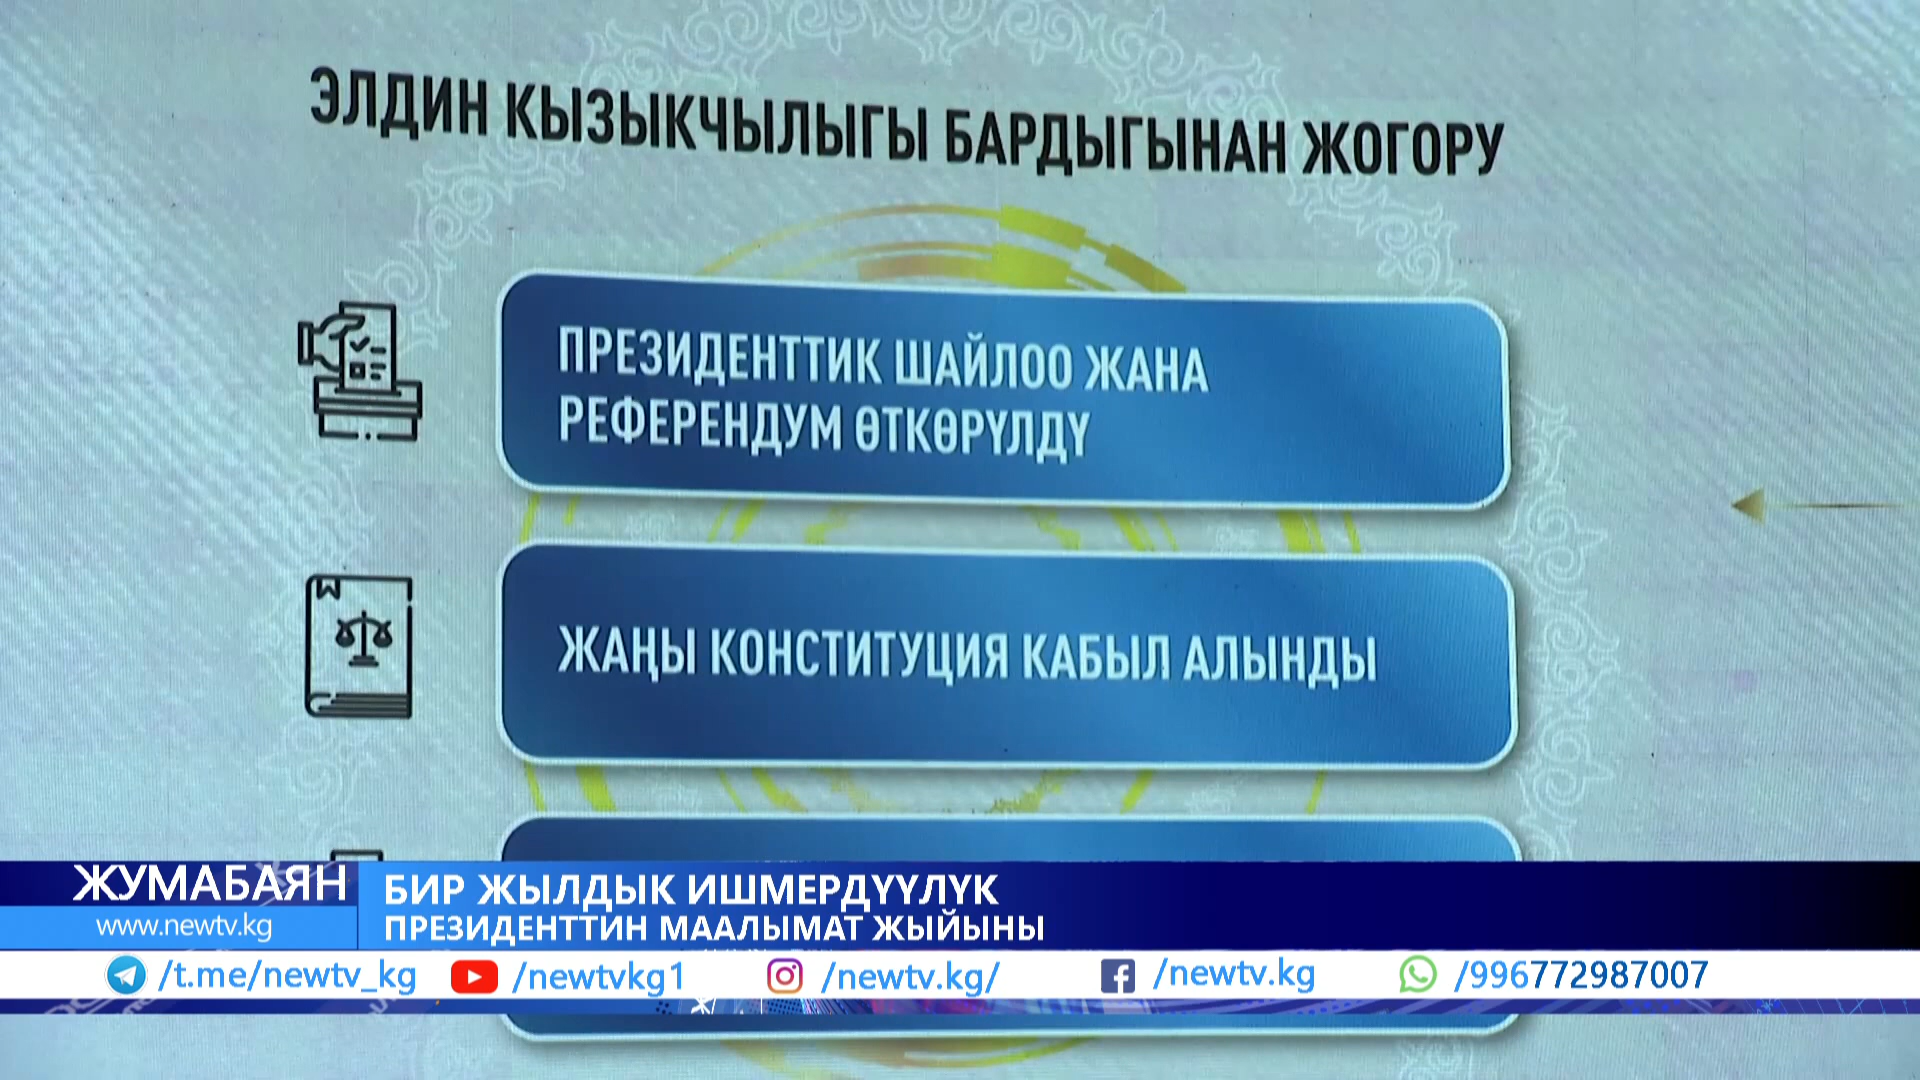 ЭЛДИН КЫЗЫКЧЫЛЫГЫ БАРДЫГЫНАН ЖОГОРУ
ПРЕЗИДЕНТТИК ШАЙЛОО ЖАНА
РЕФЕРЕНДУМ ӨТКӨРҮЛДҮ
ЖАҢЫ КОНСТИТУЦИЯ КАБЫЛ АЛЫНДЫ
ЖУМАБАЯН
www.newtv.kg
БИР ЖЫЛДЫК ИШМЕРДҮҮЛҮК
ПРЕЗИДЕНТТИН МААЛЫМАТ ЖЫЙЫНЫ
/t.me/newtv_kg /newtvkg1 /newtv.kg/ /newtv.kg /996772987007